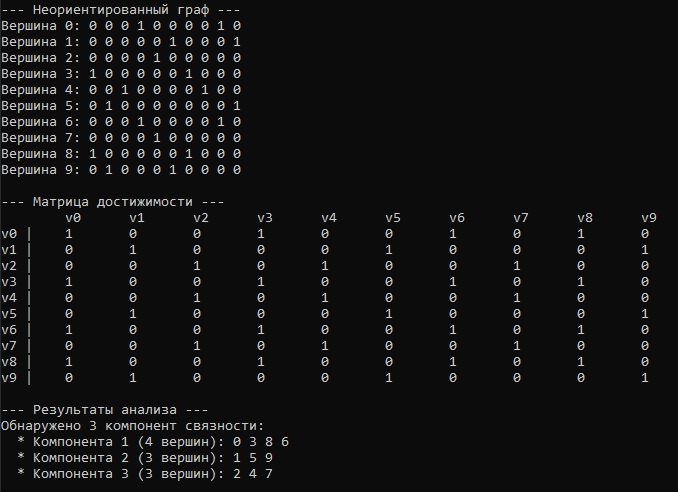 --- Неориентированный граф ---
Вершина 0: 0 0 0 1 0 0 0 0 1 0
Вершина 1: 0 0 0 0 0 1 0 0 0 1
Вершина 2: 0 0 0 0 1 0 0 0 0 0
Вершина 3: 1 0 0 0 0 0 1 0 0 0
Вершина 4: 0 0 1 0 0 0 0 1 0 0
Вершина 5: 0 1 0 0 0 0 0 0 0 1
Вершина 6: 0 0 0 1 0 0 0 0 1 0
Вершина 7: 0 0 0 0 1 0 0 0 0 0
Вершина 8: 1 0 0 0 0 0 1 0 0 0
Вершина 9: 0 1 0 0 0 1 0 0 0 0
--- Матрица достижимости ---
v0 v1 v2 v3 v4 v5 v6 v7 v8 v9
v0 | 1 0 0 1 0 0 1 0 1 0
v1 | 0 1 0 0 0 1 0 0 0 1
v2 | 0 0 1 0 1 0 0 1 0 0
v3 | 1 0 0 1 0 0 1 0 1 0
v4 | 0 0 1 0 1 0 0 1 0 0
v5 | 0 1 0 0 0 1 0 0 0 1
v6 | 1 0 0 1 0 0 1 0 1 0
v7 | 0 0 1 0 1 0 0 1 0 0
v8 | 1 0 0 1 0 0 1 0 1 0
v9 | 0 1 0 0 0 1 0 0 0 1
--- Результаты анализа ---
Обнаружено 3 компонент связности:
* Компонента 1 (4 вершин): 0 3 8 6
* Компонента 2 (3 вершин): 1 5 9
* Компонента 3 (3 вершин): 2 4 7